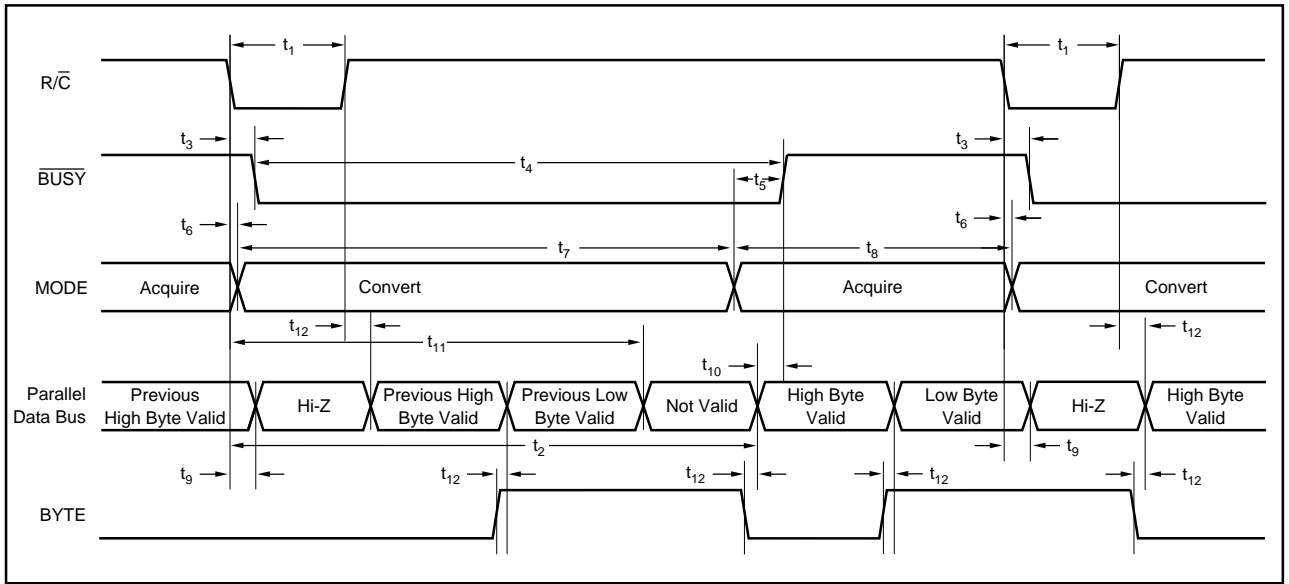 t₁ t₁
R/C̅
t₃ t₄ t₃
B̅U̅S̅Y̅ t₅
t₆ t₆
t₇ t₈
MODE Acquire Convert Acquire Convert
t₁₂ t₁₁ t₁₂
t₁₀
Parallel
Data Bus
Previous
High Byte Valid
Hi-Z
Previous High
Byte Valid
Previous Low
Byte Valid
Not Valid
High Byte
Valid
Low Byte
Valid
Hi-Z
High Byte
Valid
t₂
t₉ t₁₂ t₁₂ t₁₂ t₉ t₁₂
BYTE